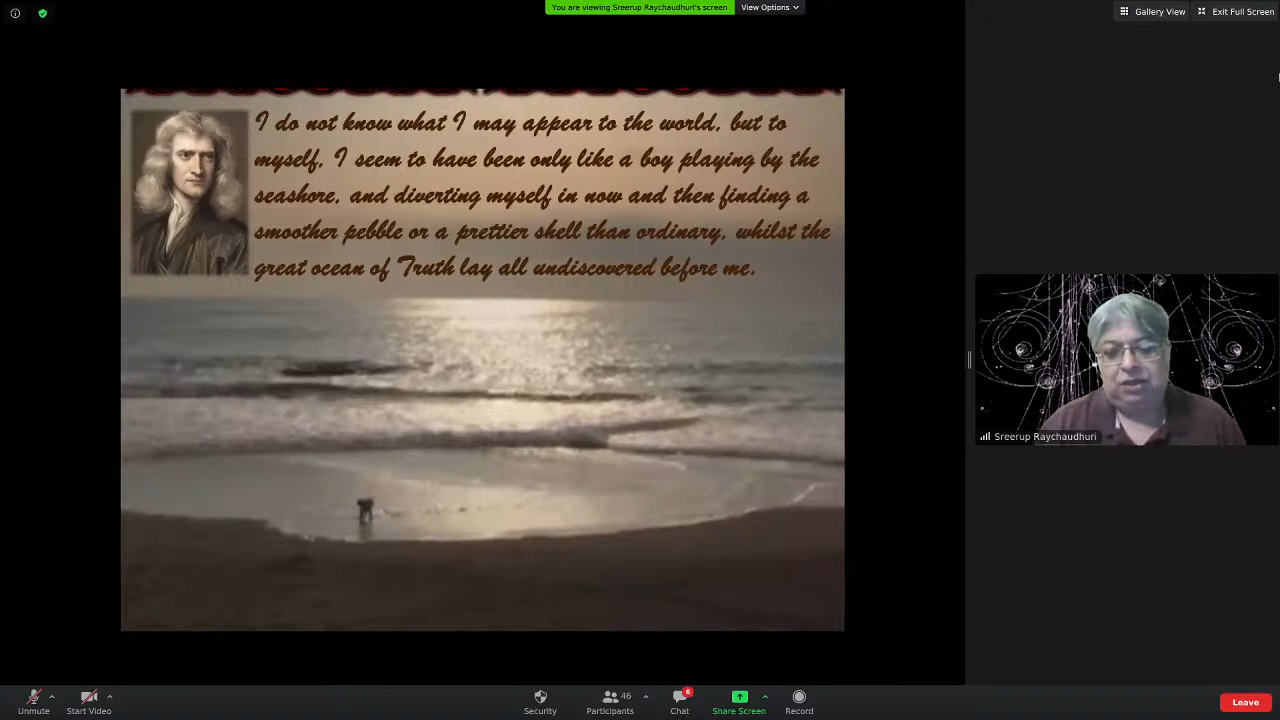 You are viewing Sreerup Raychaudhuri's screen
View Options
Gallery View
Exit Full Screen
I do not know what I may appear to the world, but to
myself, I seem to have been only like a boy playing by the
seashore, and diverting myself in now and then finding a
smoother pebble or a prettier shell than ordinary, whilst the
great ocean of Truth lay all undiscovered before me.
Sreerup Raychaudhuri
Unmute
Start Video
Security
46
Participants
6
Chat
Share Screen
Record
Leave